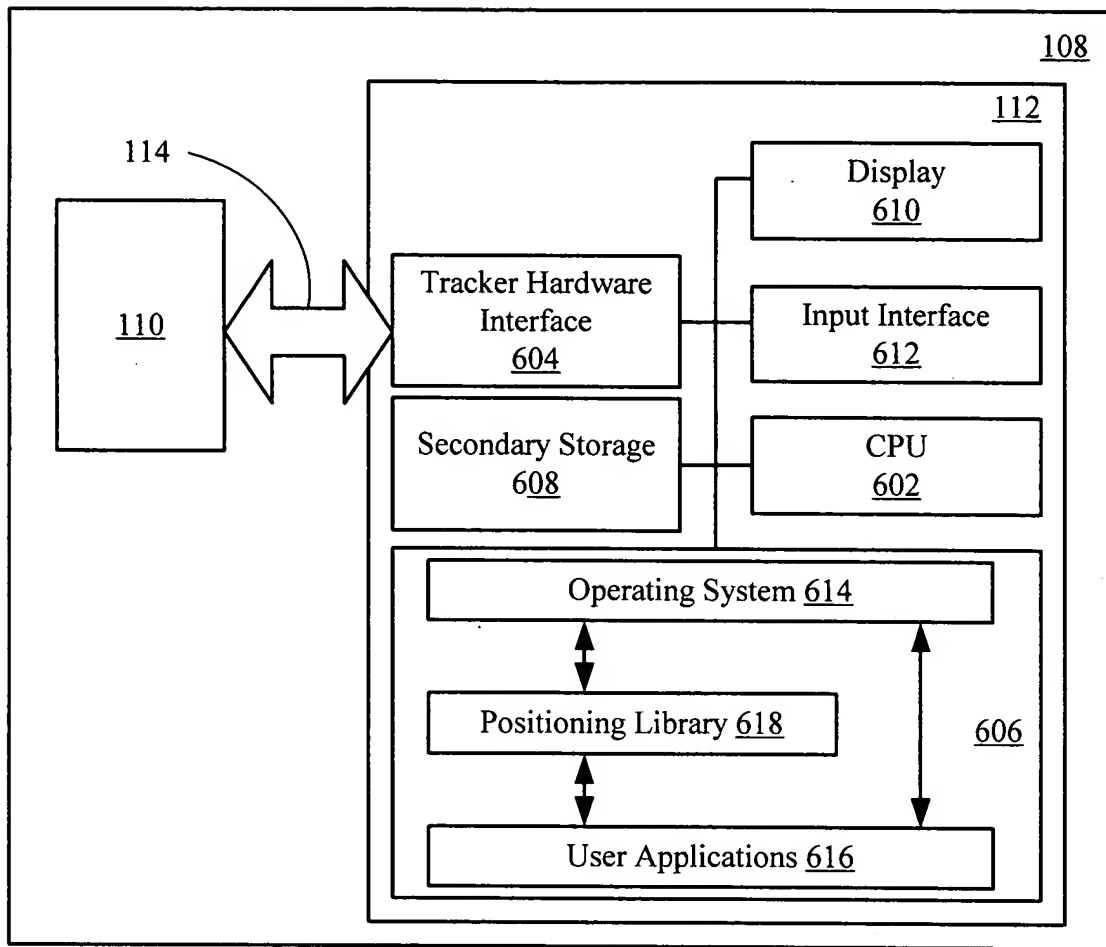 108
112
114
Display
610
110
Tracker Hardware
Interface
604
Input Interface
612
Secondary Storage
608
CPU
602
Operating System 614
Positioning Library 618
606
User Applications 616